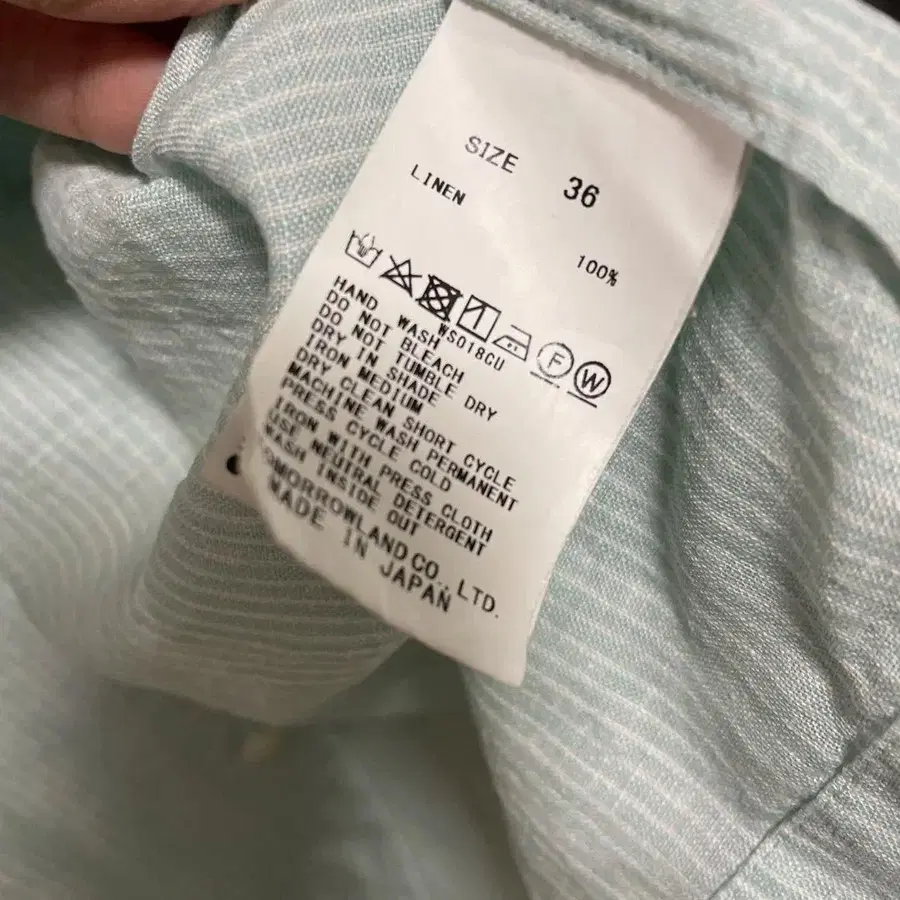 SIZE 36
LINEN 100%
F W
WS018CU
HAND WASH
DO NOT BLEACH
DO NOT TUMBLE DRY
DRY IN SHADE
IRON MEDIUM
DRY CLEAN SHORT CYCLE
MACHINE WASH PERMANENT
PRESS CYCLE COLD
IRON WITH PRESS CLOTH
USE NEUTRAL DETERGENT
WASH INSIDE OUT
TOMORROWLAND CO., LTD.
MADE IN JAPAN